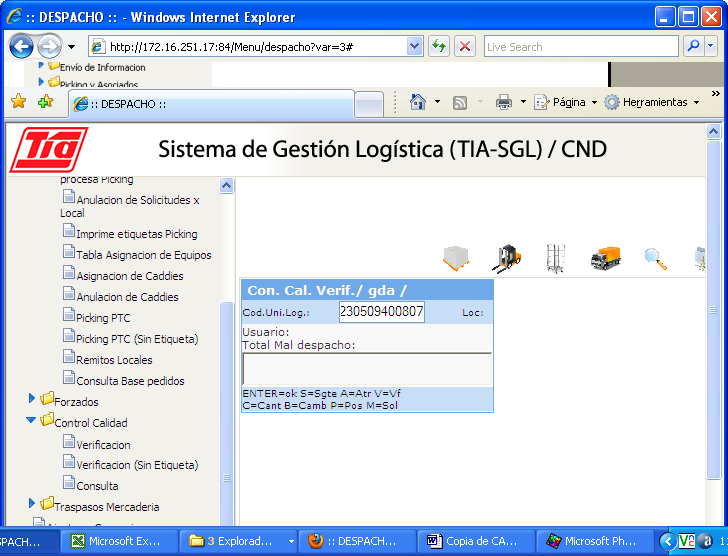 :: DESPACHO :: - Windows Internet Explorer
http://172.16.251.17:84/Menu/despacho?var=3#
Live Search
Envío de Informacion
Picking y Asociados
:: DESPACHO ::
Página
Herramientas
»
Tia
Sistema de Gestión Logística (TIA-SGL) / CND
procesa Picking
Anulacion de Solicitudes x
Local
Imprime etiquetas Picking
Tabla Asignacion de Equipos
Asignacion de Caddies
Anulacion de Caddies
Picking PTC
Picking PTC (Sin Etiqueta)
Remitos Locales
Consulta Base pedidos
Forzados
Control Calidad
Verificacion
Verificacion (Sin Etiqueta)
Consulta
Traspasos Mercaderia
Con. Cal. Verif./ gda /
Cod.Uni.Log.: 230509400807 Loc:
Usuario:
Total Mal despacho:
ENTER=ok S=Sgte A=Atr V=Vf
C=Cant B=Camb P=Pos M=Sol
SPACH...
Microsoft Ex...
3 Explorad...
:: DESPACH...
Copia de CA...
Microsoft Ph...